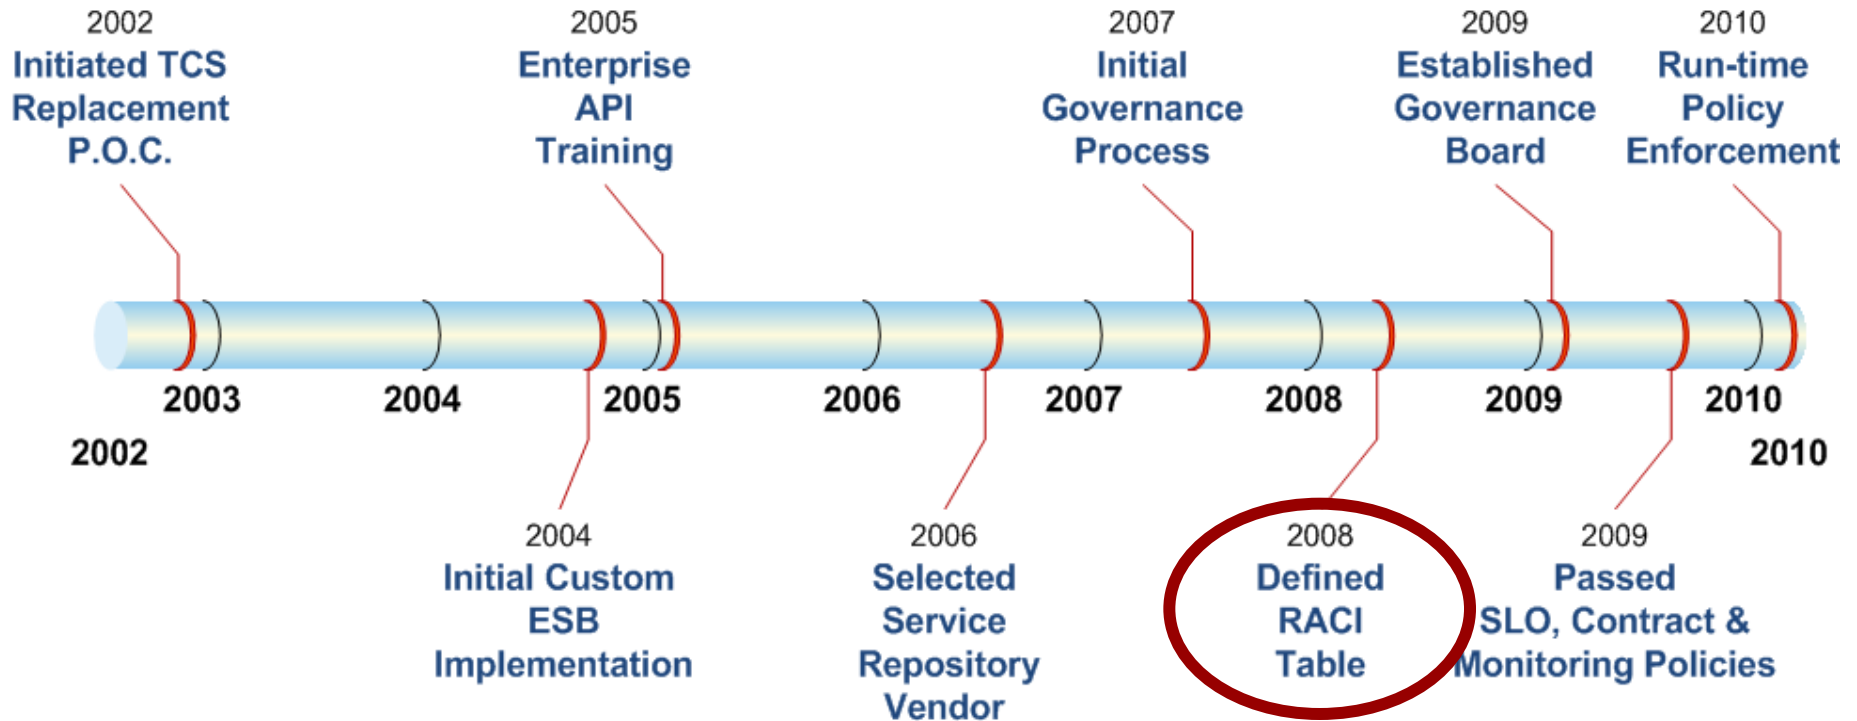 2002
Initiated TCS
Replacement
P.O.C.
2005
Enterprise
API
Training
2007
Initial
Governance
Process
2009
Established
Governance
Board
2010
Run-time
Policy
Enforcement
2003
2004
2005
2006
2007
2008
2009
2010
2002
2010
2004
Initial Custom
ESB
Implementation
2006
Selected
Service
Repository
Vendor
2008
Defined
RACI
Table
2009
Passed
SLO, Contract &
Monitoring Policies